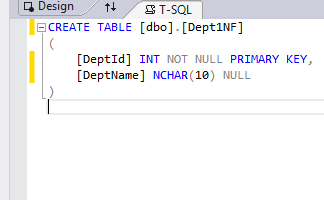 Design T-SQL
CREATE TABLE [dbo].[Dept1NF]
(
[DeptId] INT NOT NULL PRIMARY KEY,
[DeptName] NCHAR(10) NULL
)